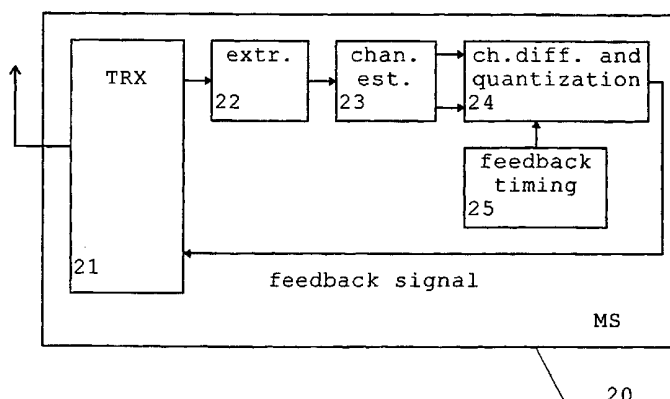 TRX
21
extr.
22
chan.
est.
23
ch.diff. and
quantization
24
feedback
timing
25
feedback signal
MS
20